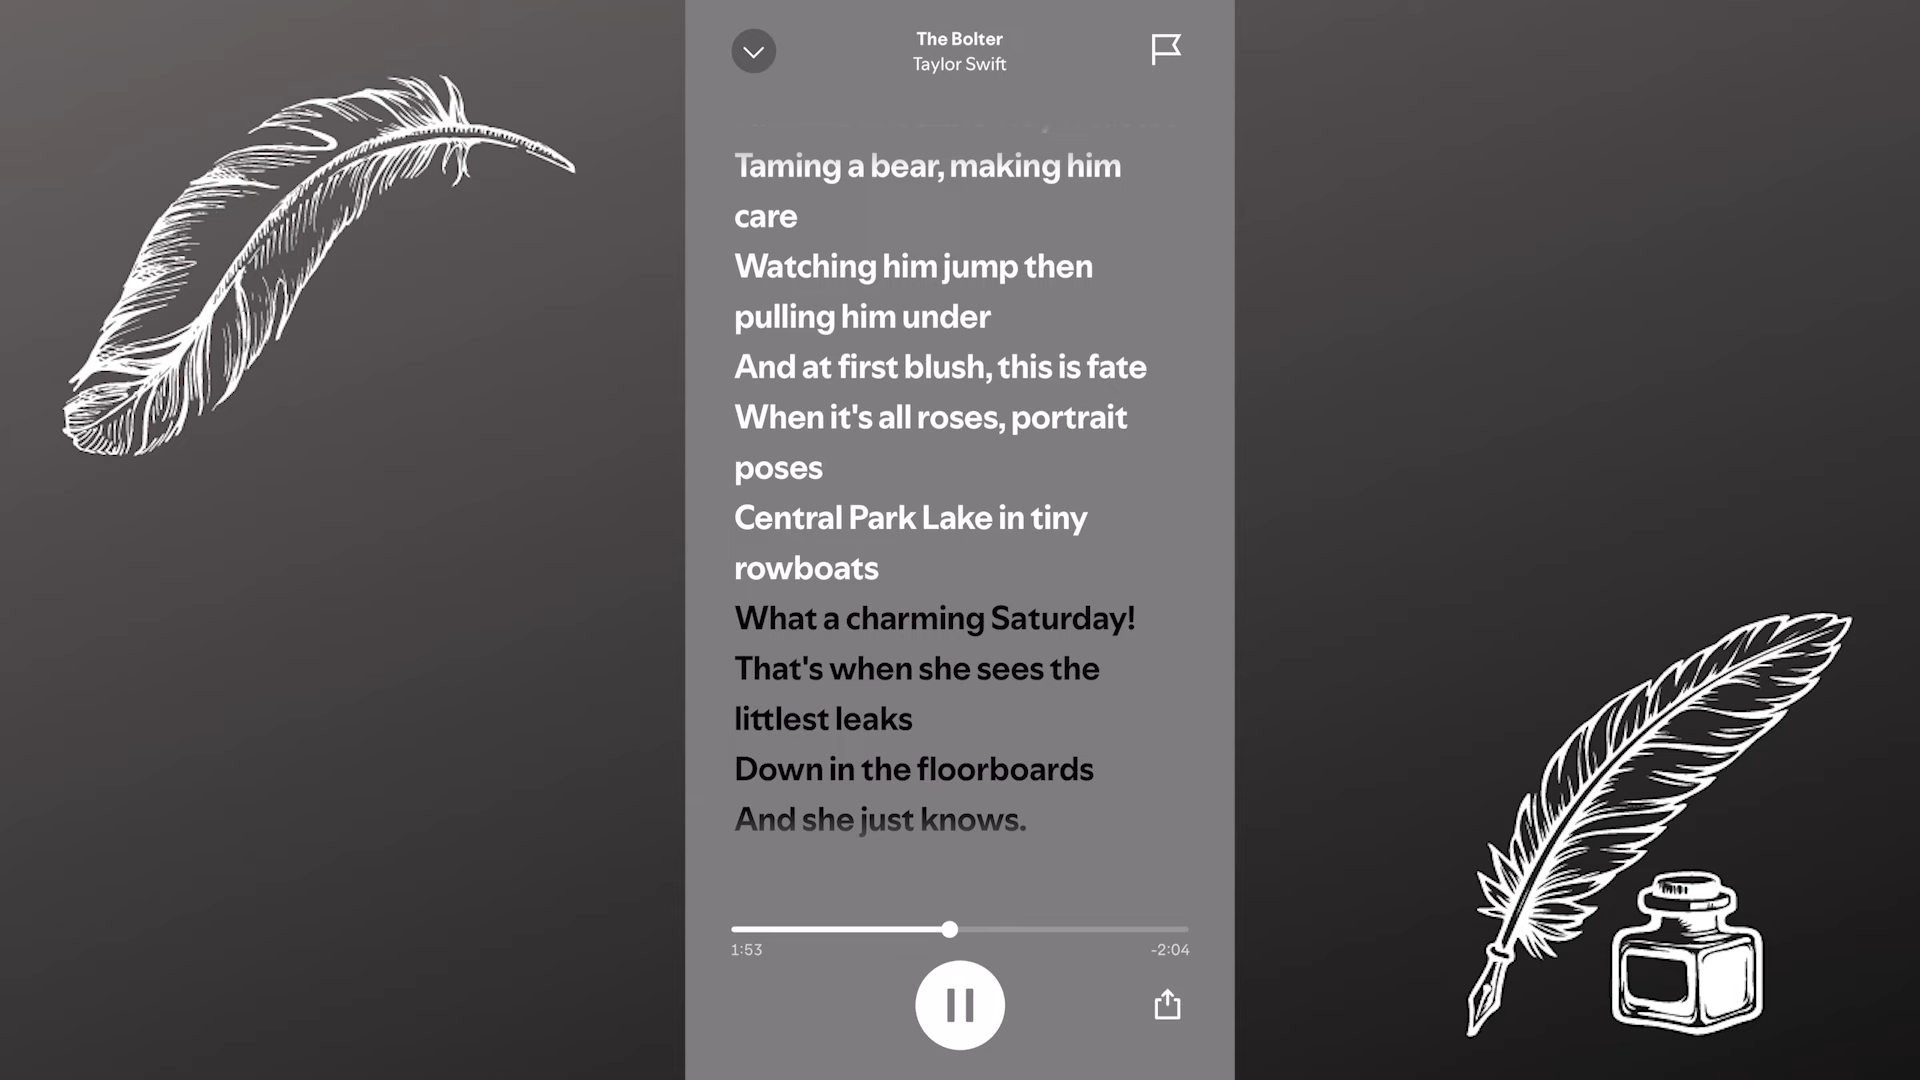 The Bolter
Taylor Swift
Taming a bear, making him
care
Watching him jump then
pulling him under
And at first blush, this is fate
When it's all roses, portrait
poses
Central Park Lake in tiny
rowboats
What a charming Saturday!
That's when she sees the
littlest leaks
Down in the floorboards
And she just knows.
1:53
-2:04